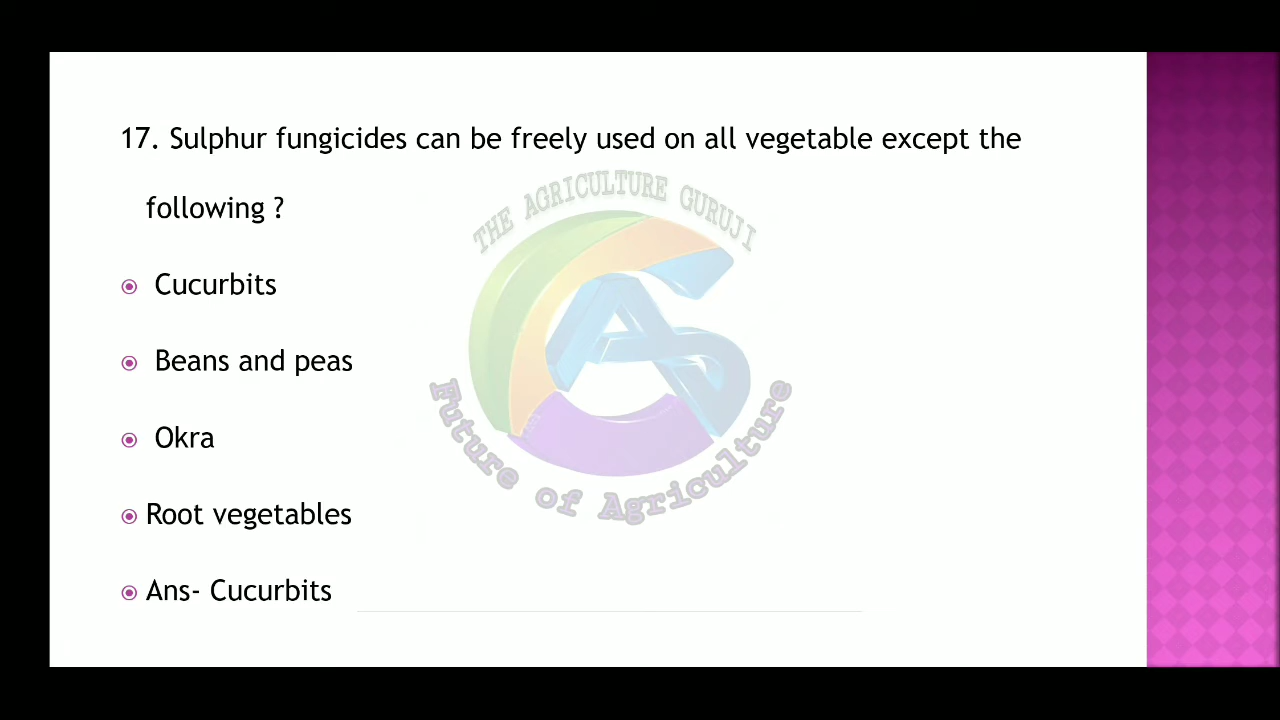 17. Sulphur fungicides can be freely used on all vegetable except the
following ?
THE AGRICULTURE GURUJI
Cucurbits
Beans and peas
Okra
Future of Agriculture
Root vegetables
Ans- Cucurbits